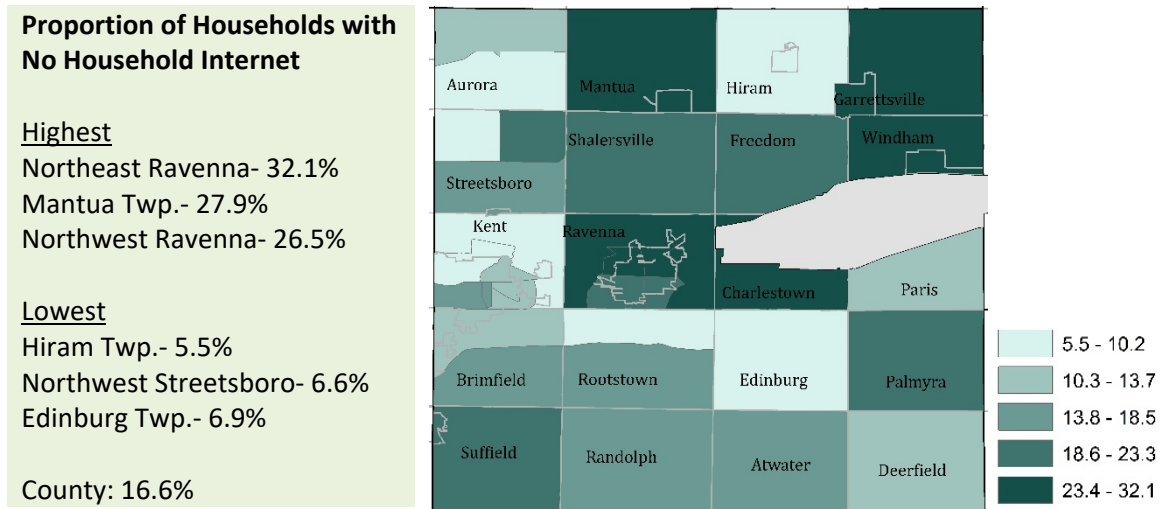 Proportion of Households with
No Household Internet
Highest
Northeast Ravenna- 32.1%
Mantua Twp.- 27.9%
Northwest Ravenna- 26.5%
Lowest
Hiram Twp.- 5.5%
Northwest Streetsboro- 6.6%
Edinburg Twp.- 6.9%
County: 16.6%
Aurora
Mantua
Hiram
Garrettsville
Shalersville
Freedom
Windham
Streetsboro
Kent
Ravenna
Charlestown
Paris
Brimfield
Rootstown
Edinburg
Palmyra
Suffield
Randolph
Atwater
Deerfield
5.5 - 10.2
10.3 - 13.7
13.8 - 18.5
18.6 - 23.3
23.4 - 32.1